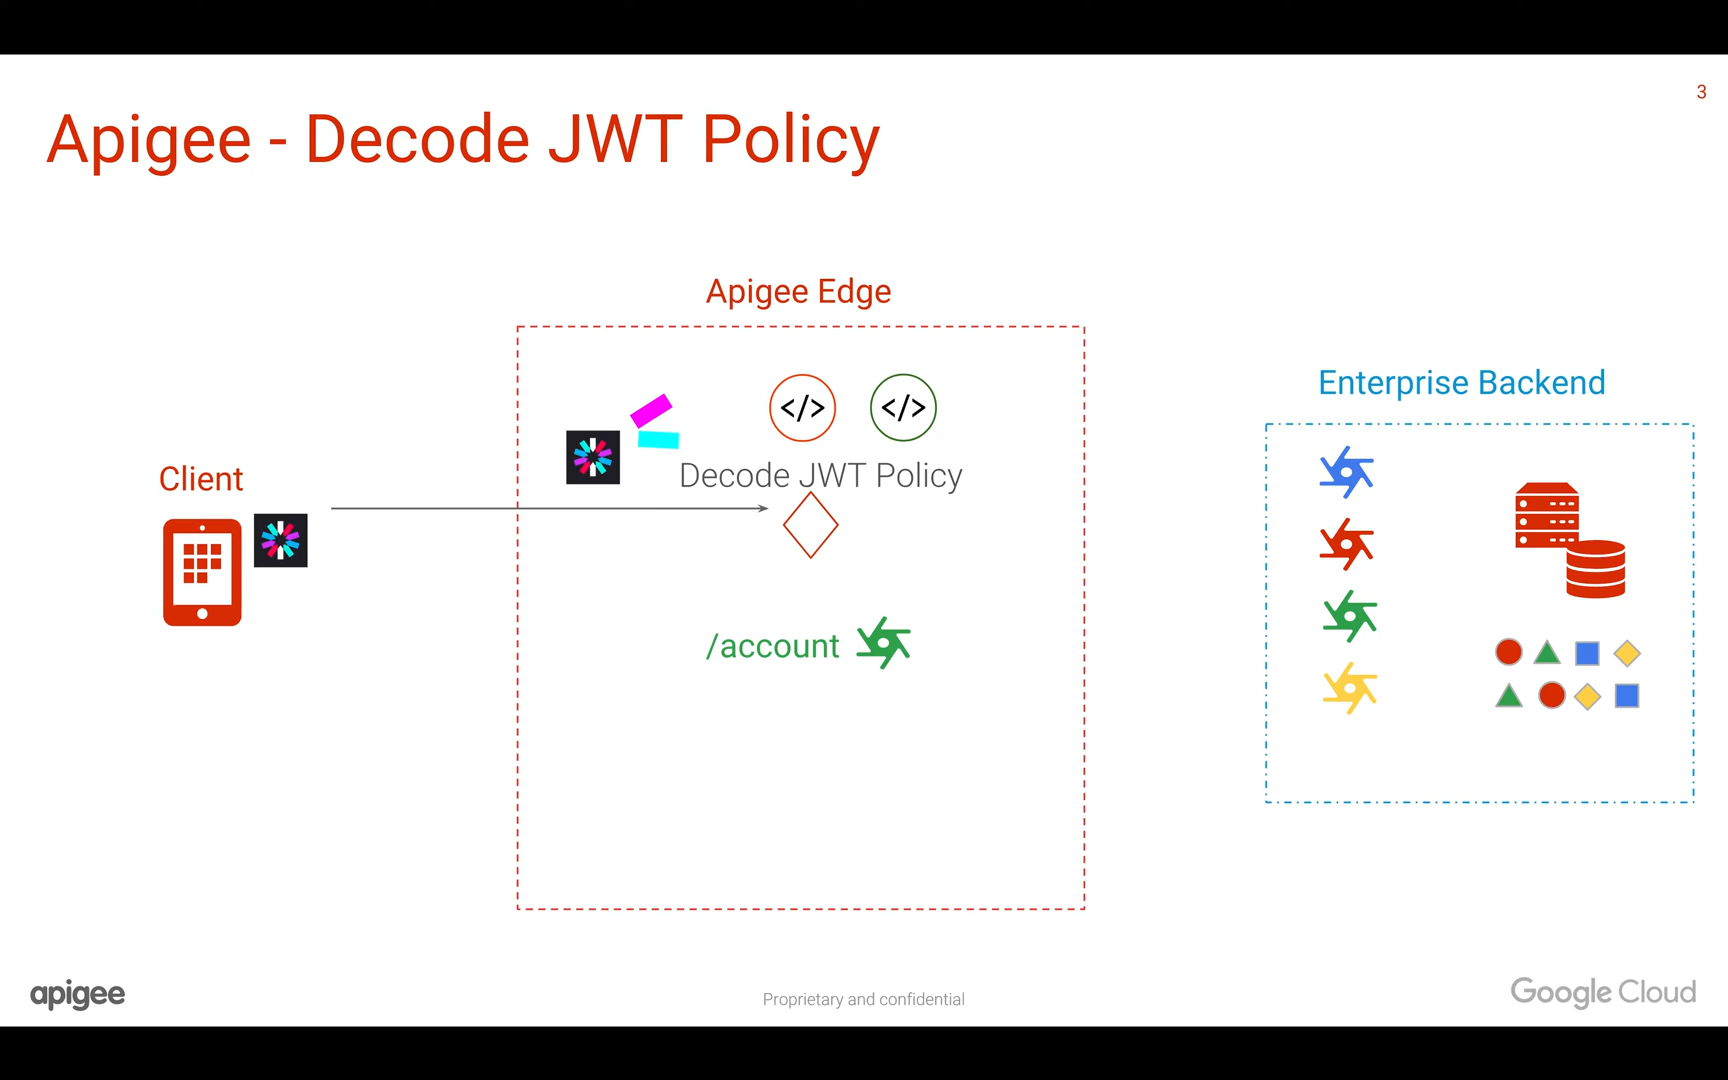 3
Apigee - Decode JWT Policy
Apigee Edge
Enterprise Backend
</>
</>
Decode JWT Policy
Client
/account
apigee
Proprietary and confidential
Google Cloud